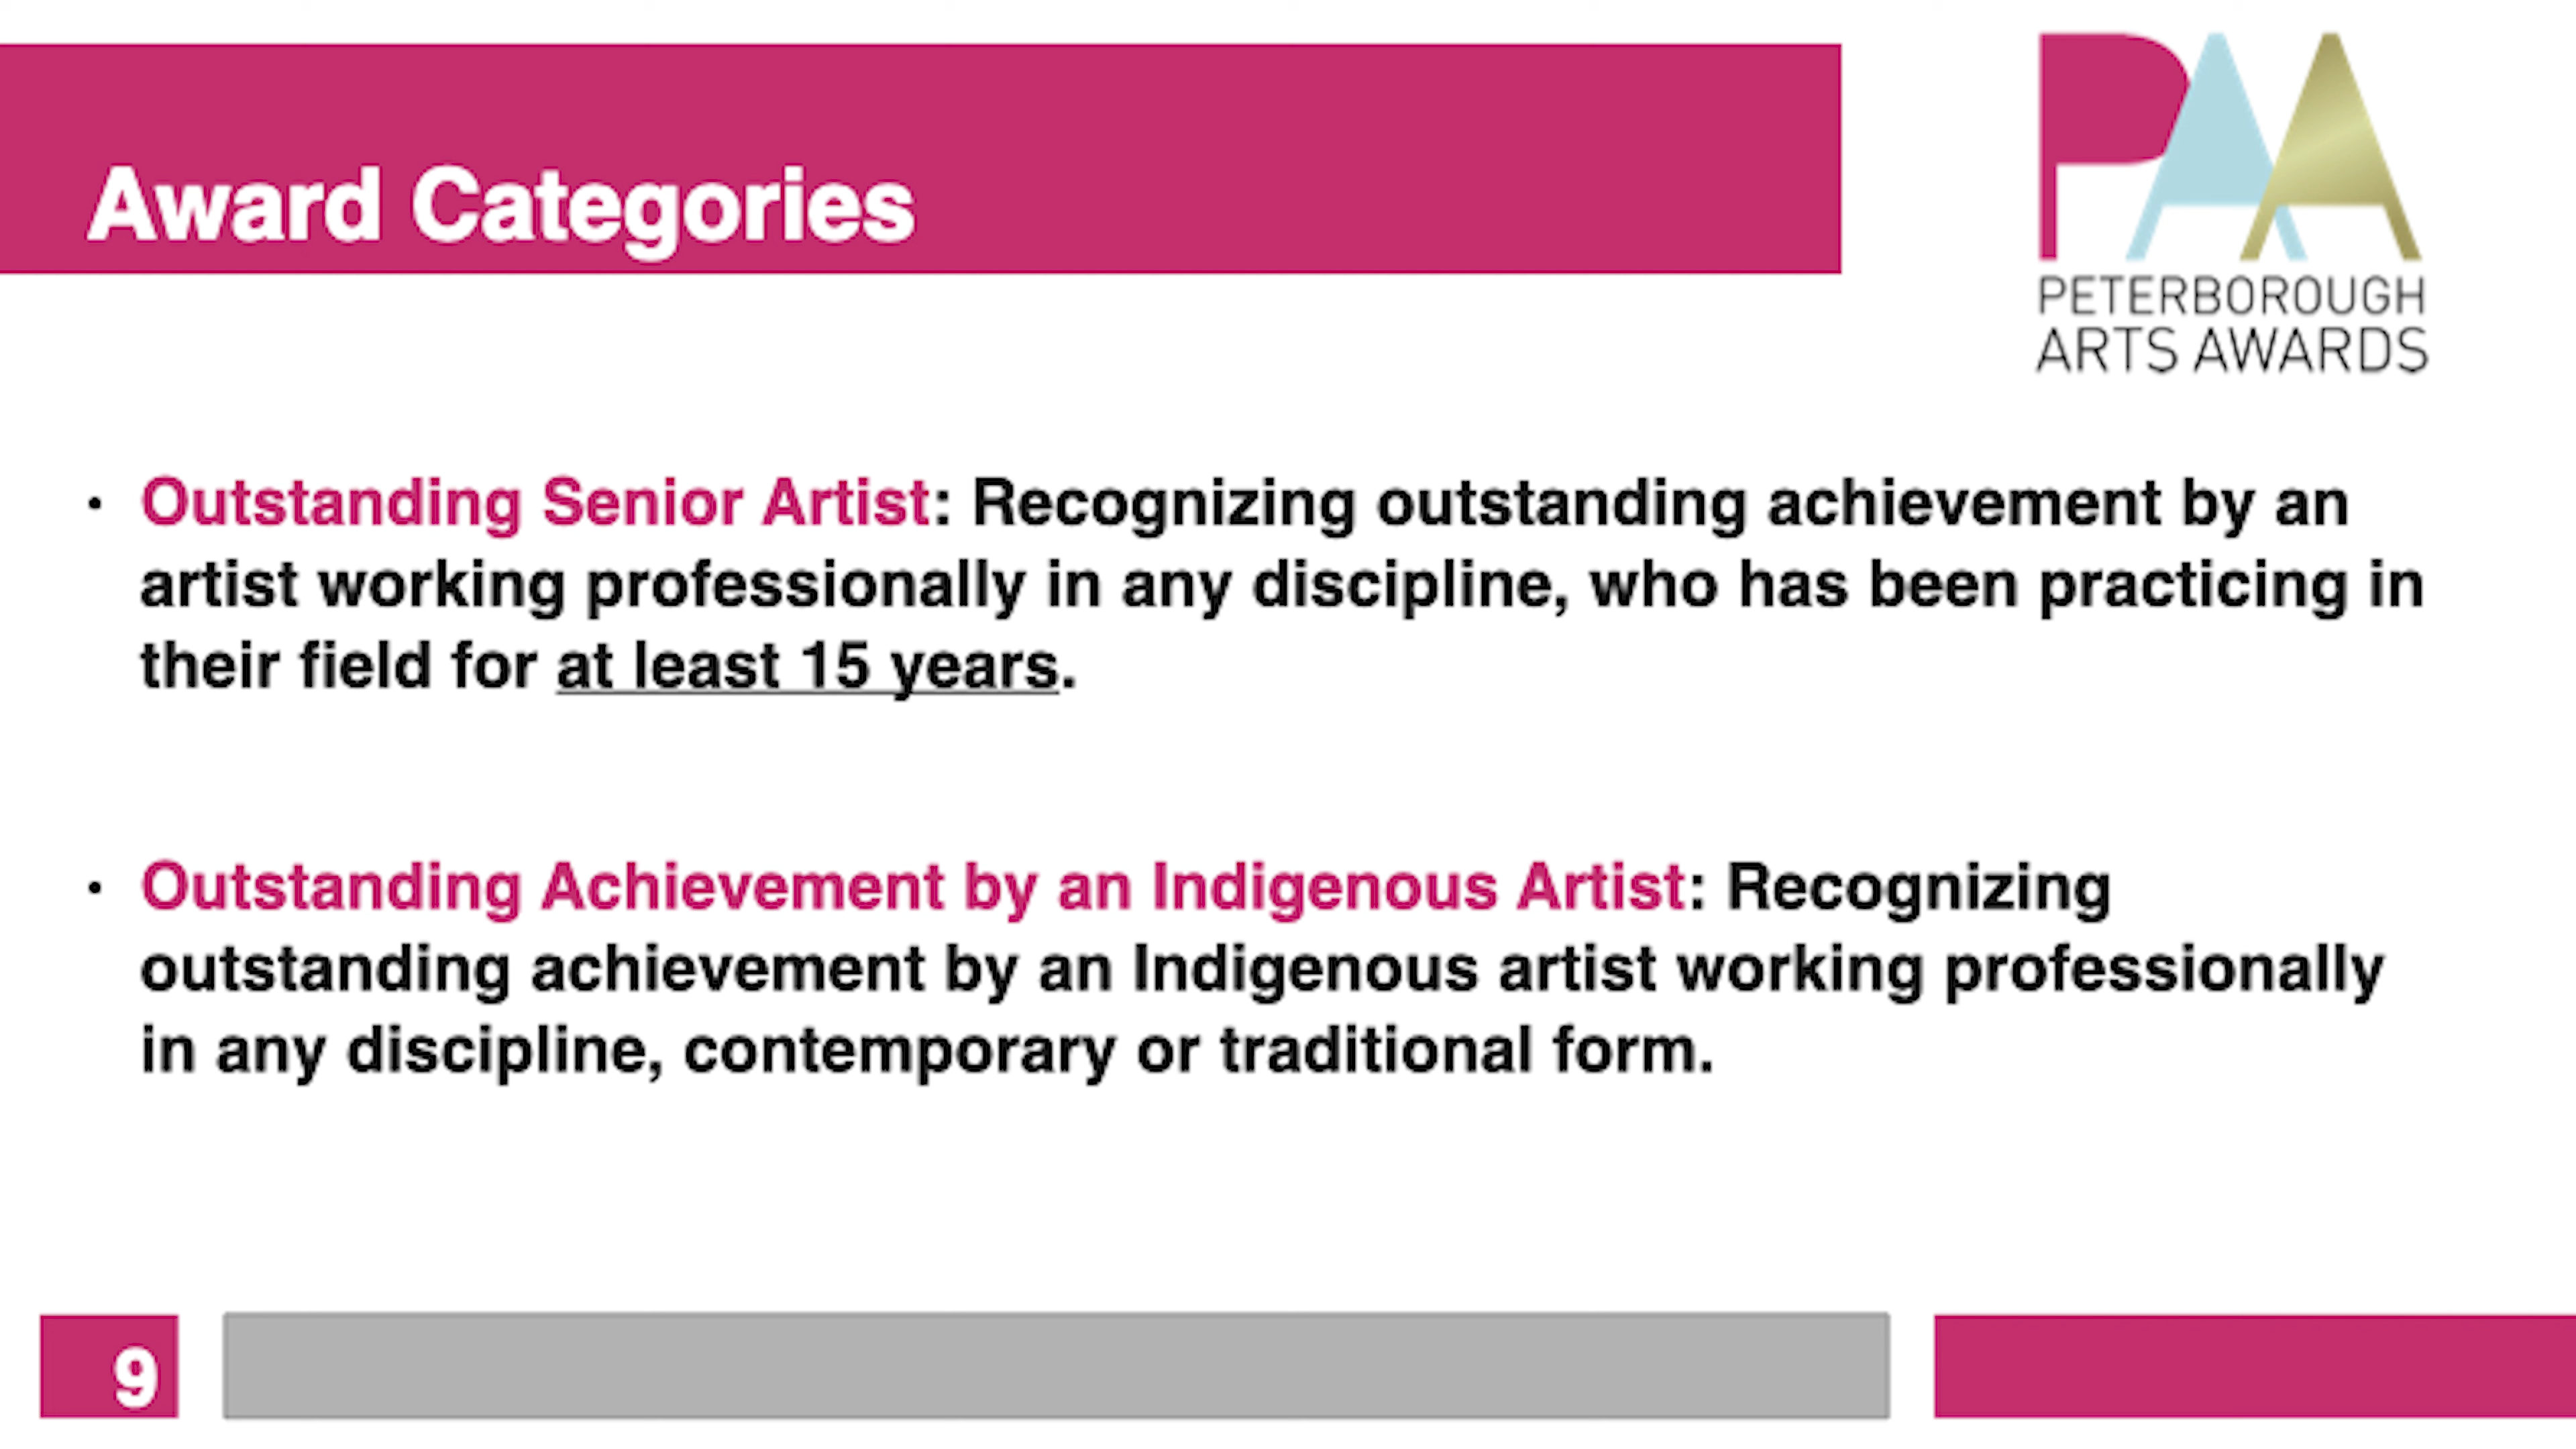 Award Categories
PAA
PETERBOROUGH
ARTS AWARDS
· Outstanding Senior Artist: Recognizing outstanding achievement by an
artist working professionally in any discipline, who has been practicing in
their field for at least 15 years.
· Outstanding Achievement by an Indigenous Artist: Recognizing
outstanding achievement by an Indigenous artist working professionally
in any discipline, contemporary or traditional form.
9